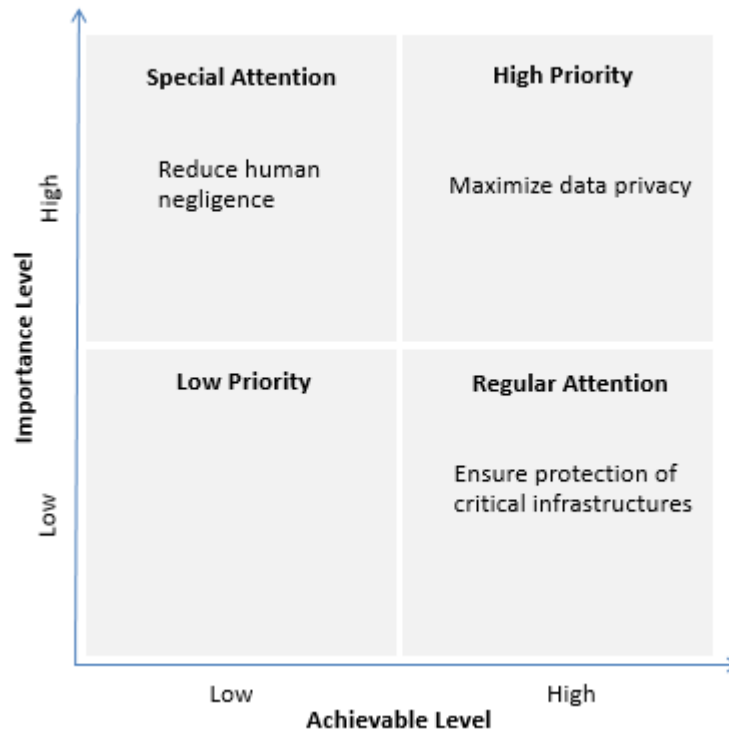 Special Attention
High Priority
Reduce human
negligence
Maximize data privacy
High
Importance Level
Low Priority
Regular Attention
Ensure protection of
critical infrastructures
Low
Low
High
Achievable Level